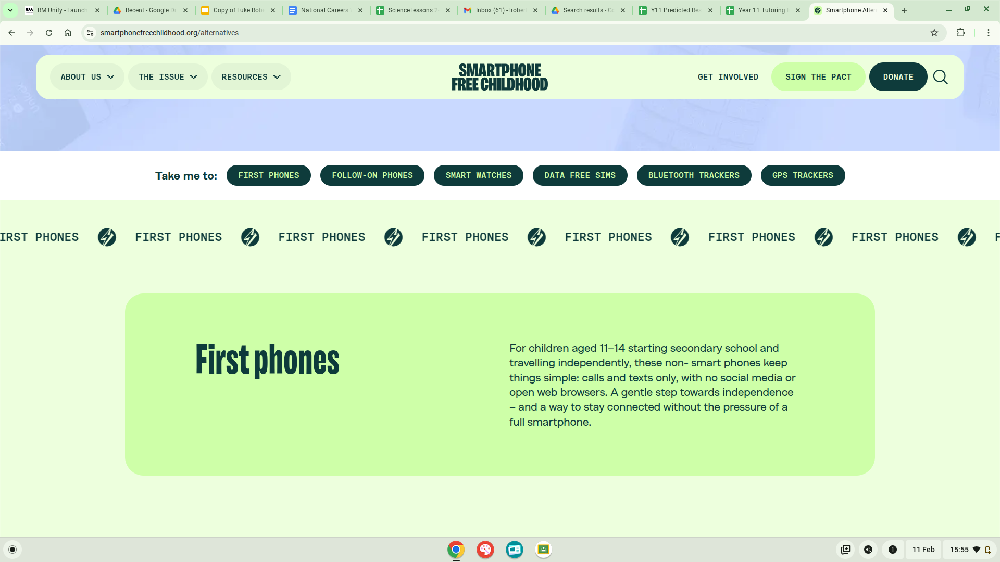 RM Unify - Launch
Recent - Google Dr
Copy of Luke Rob
National Careers
Science lessons 2
Inbox (61) - lrober
Search results - Go
Y11 Predicted Res
Year 11 Tutoring
Smartphone Alter
smartphonefreechildhood.org/alternatives
ABOUT US
THE ISSUE
RESOURCES
SMARTPHONE
FREE CHILDHOOD
GET INVOLVED
SIGN THE PACT
DONATE
Take me to:
FIRST PHONES
FOLLOW-ON PHONES
SMART WATCHES
DATA FREE SIMS
BLUETOOTH TRACKERS
GPS TRACKERS
IRST PHONES FIRST PHONES FIRST PHONES FIRST PHONES FIRST PHONES FIRST PHONES FIRST PHONES F
First phones
For children aged 11–14 starting secondary school and
travelling independently, these non- smart phones keep
things simple: calls and texts only, with no social media or
open web browsers. A gentle step towards independence
– and a way to stay connected without the pressure of a
full smartphone.
1
11 Feb
15:55